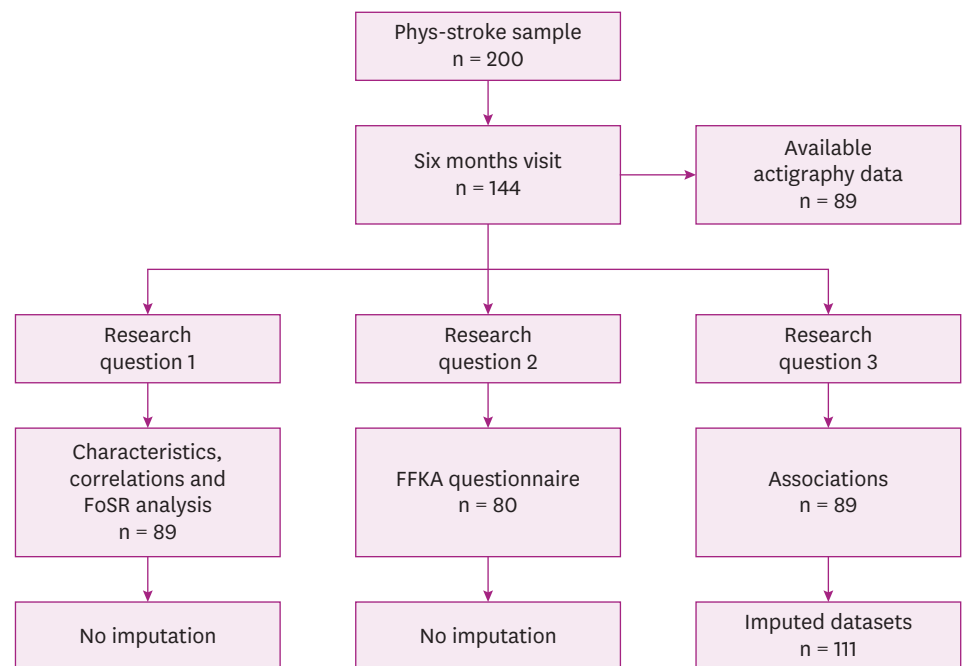 Phys-stroke sample
n = 200
Six months visit
n = 144
Available
actigraphy data
n = 89
Research
question 1
Research
question 2
Research
question 3
Characteristics,
correlations and
FoSR analysis
n = 89
FFKA questionnaire
n = 80
Associations
n = 89
No imputation
No imputation
Imputed datasets
n = 111